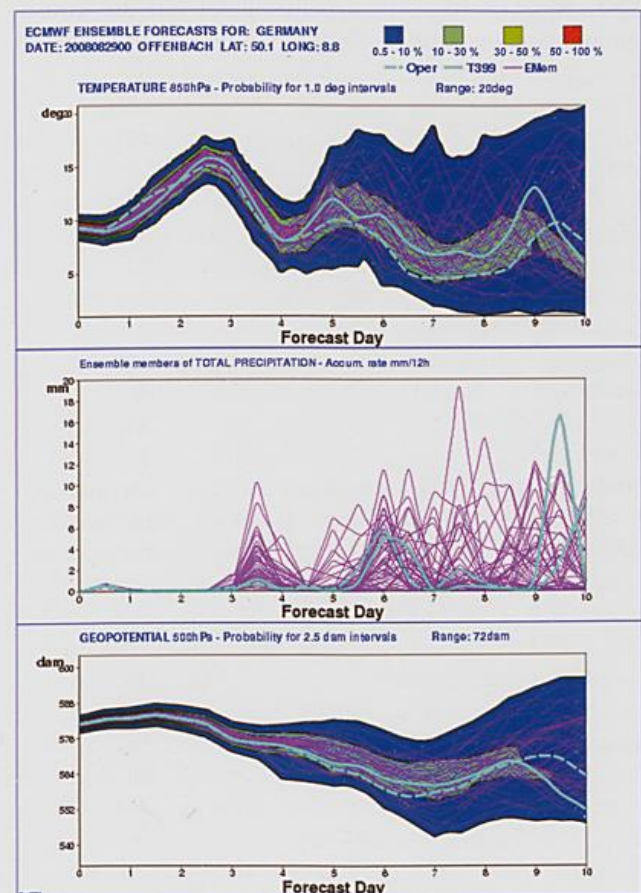 ECMWF ENSEMBLE FORECASTS FOR: GERMANY
DATE: 2008082900 OFFENBACH LAT: 50.1 LONG: 8.8
0.5 - 10 % 10 - 30 % 30 - 50 % 50 - 100 %
Oper T399 EMem
TEMPERATURE 850hPa - Probability for 1.0 deg intervals Range: 20deg
deg20
15
10
5
0 1 2 3 4 5 6 7 8 9 10
Forecast Day
Ensemble members of TOTAL PRECIPITATION - Accum. rate mm/12h
mm
20
18
16
14
12
10
8
6
4
2
0
0 1 2 3 4 5 6 7 8 9 10
Forecast Day
GEOPOTENTIAL 500hPa - Probability for 2.5 dam intervals Range: 72dam
dam
600
588
576
564
552
540
0 1 2 3 4 5 6 7 8 9 10
Forecast Day